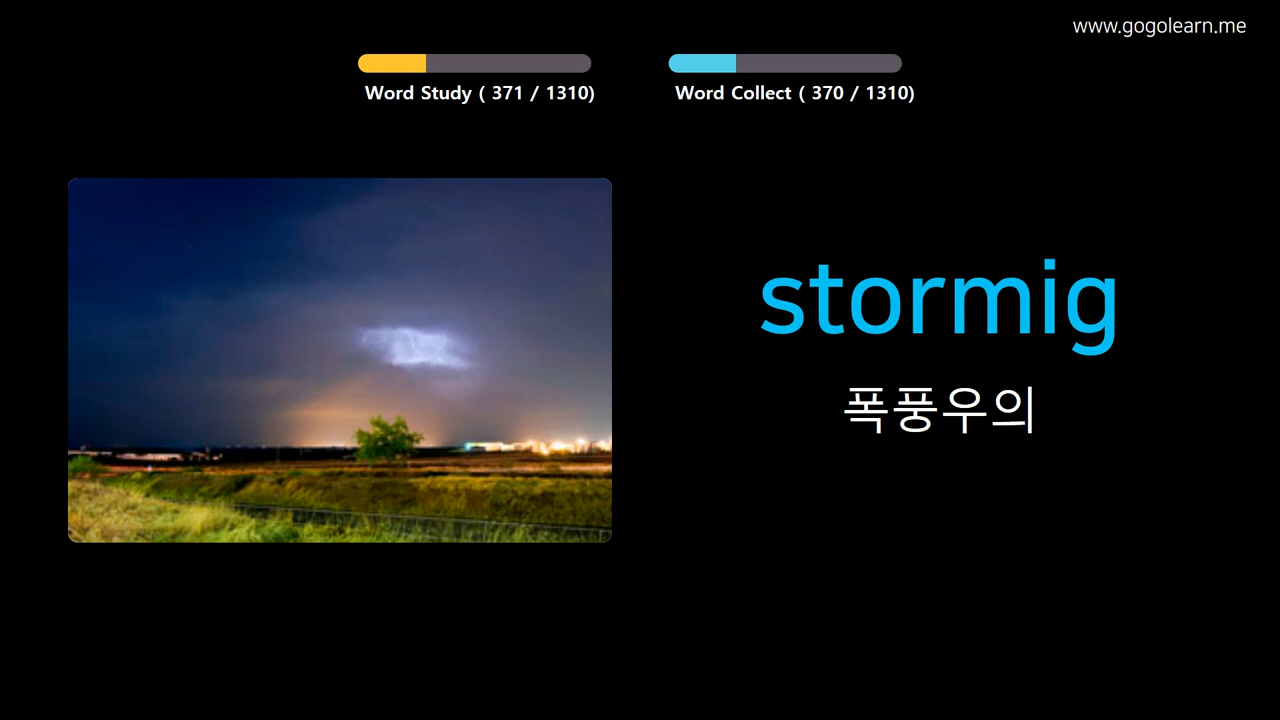 www.gogolearn.me
Word Study ( 371 / 1310)
Word Collect ( 370 / 1310)
stormig
폭풍우의